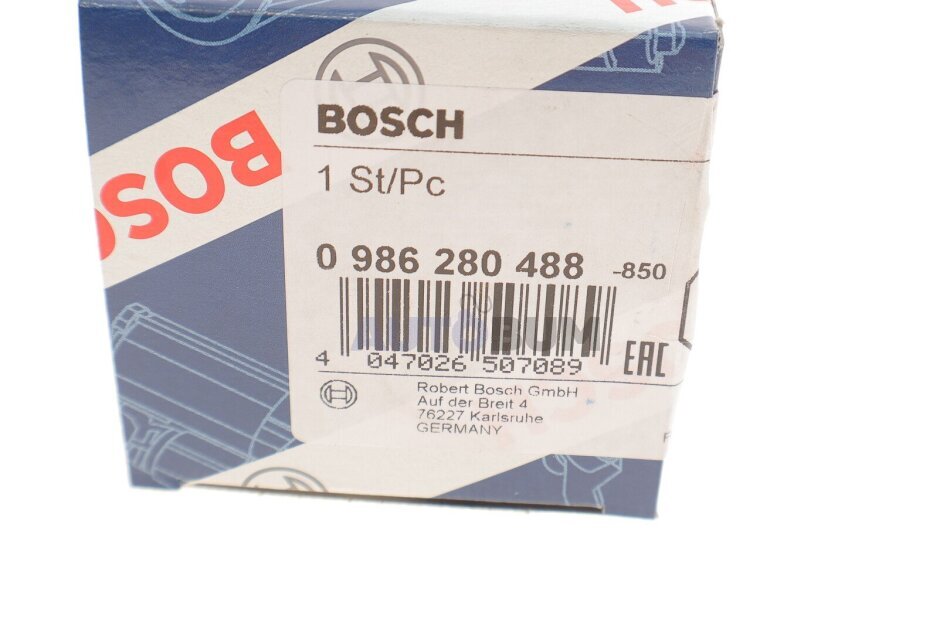 BOSCH
BOSCH
1 St/Pc
0 986 280 488 -850
AUTOBUM
4 047026 507089
EAC
Robert Bosch GmbH
Auf der Breit 4
76227 Karlsruhe
GERMANY